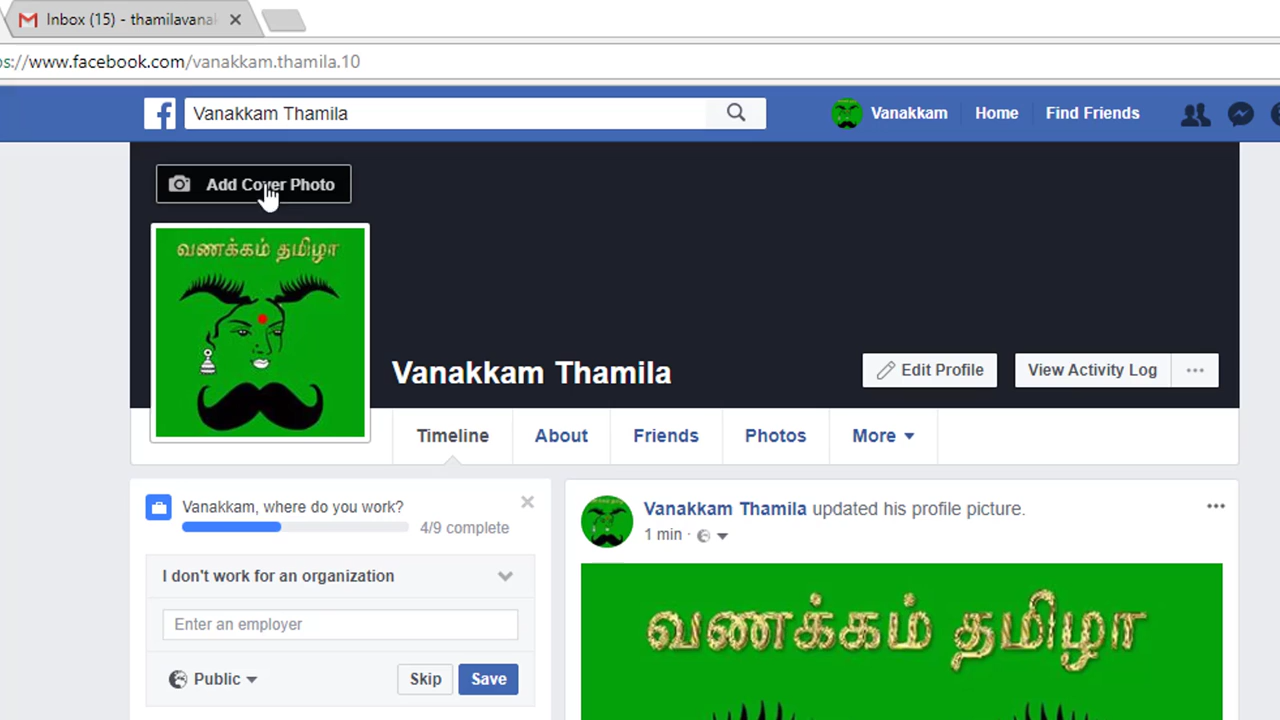 Inbox (15) - thamilavana
ps://www.facebook.com/vanakkam.thamila.10
Vanakkam Thamila
Vanakkam
Home
Find Friends
Add Cover Photo
வணக்கம் தமிழா
Vanakkam Thamila
Edit Profile
View Activity Log
Timeline
About
Friends
Photos
More
Vanakkam, where do you work?
4/9 complete
I don't work for an organization
Enter an employer
Public
Skip
Save
Vanakkam Thamila updated his profile picture.
1 min ·
வணக்கம் தமிழா